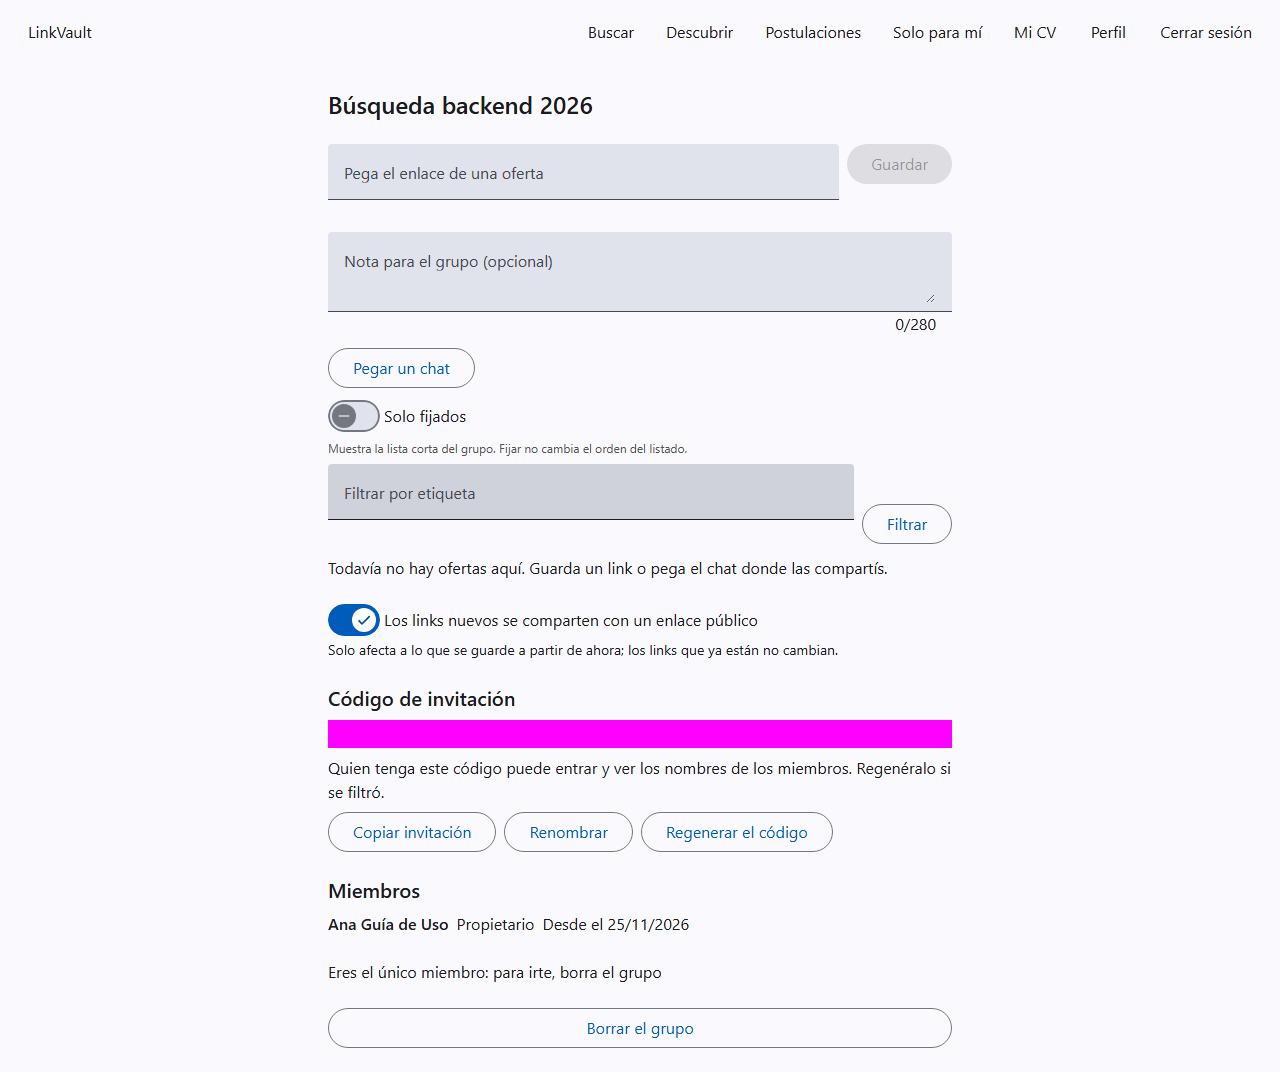 LinkVault
Buscar
Descubrir
Postulaciones
Solo para mí
Mi CV
Perfil
Cerrar sesión
Búsqueda backend 2026
Pega el enlace de una oferta
Guardar
Nota para el grupo (opcional)
0/280
Pegar un chat
Solo fijados
Muestra la lista corta del grupo. Fijar no cambia el orden del listado.
Filtrar por etiqueta
Filtrar
Todavía no hay ofertas aquí. Guarda un link o pega el chat donde las compartís.
Los links nuevos se comparten con un enlace público
Solo afecta a lo que se guarde a partir de ahora; los links que ya están no cambian.
Código de invitación
Quien tenga este código puede entrar y ver los nombres de los miembros. Regenéralo si
se filtró.
Copiar invitación
Renombrar
Regenerar el código
Miembros
Ana Guía de Uso Propietario Desde el 25/11/2026
Eres el único miembro: para irte, borra el grupo
Borrar el grupo